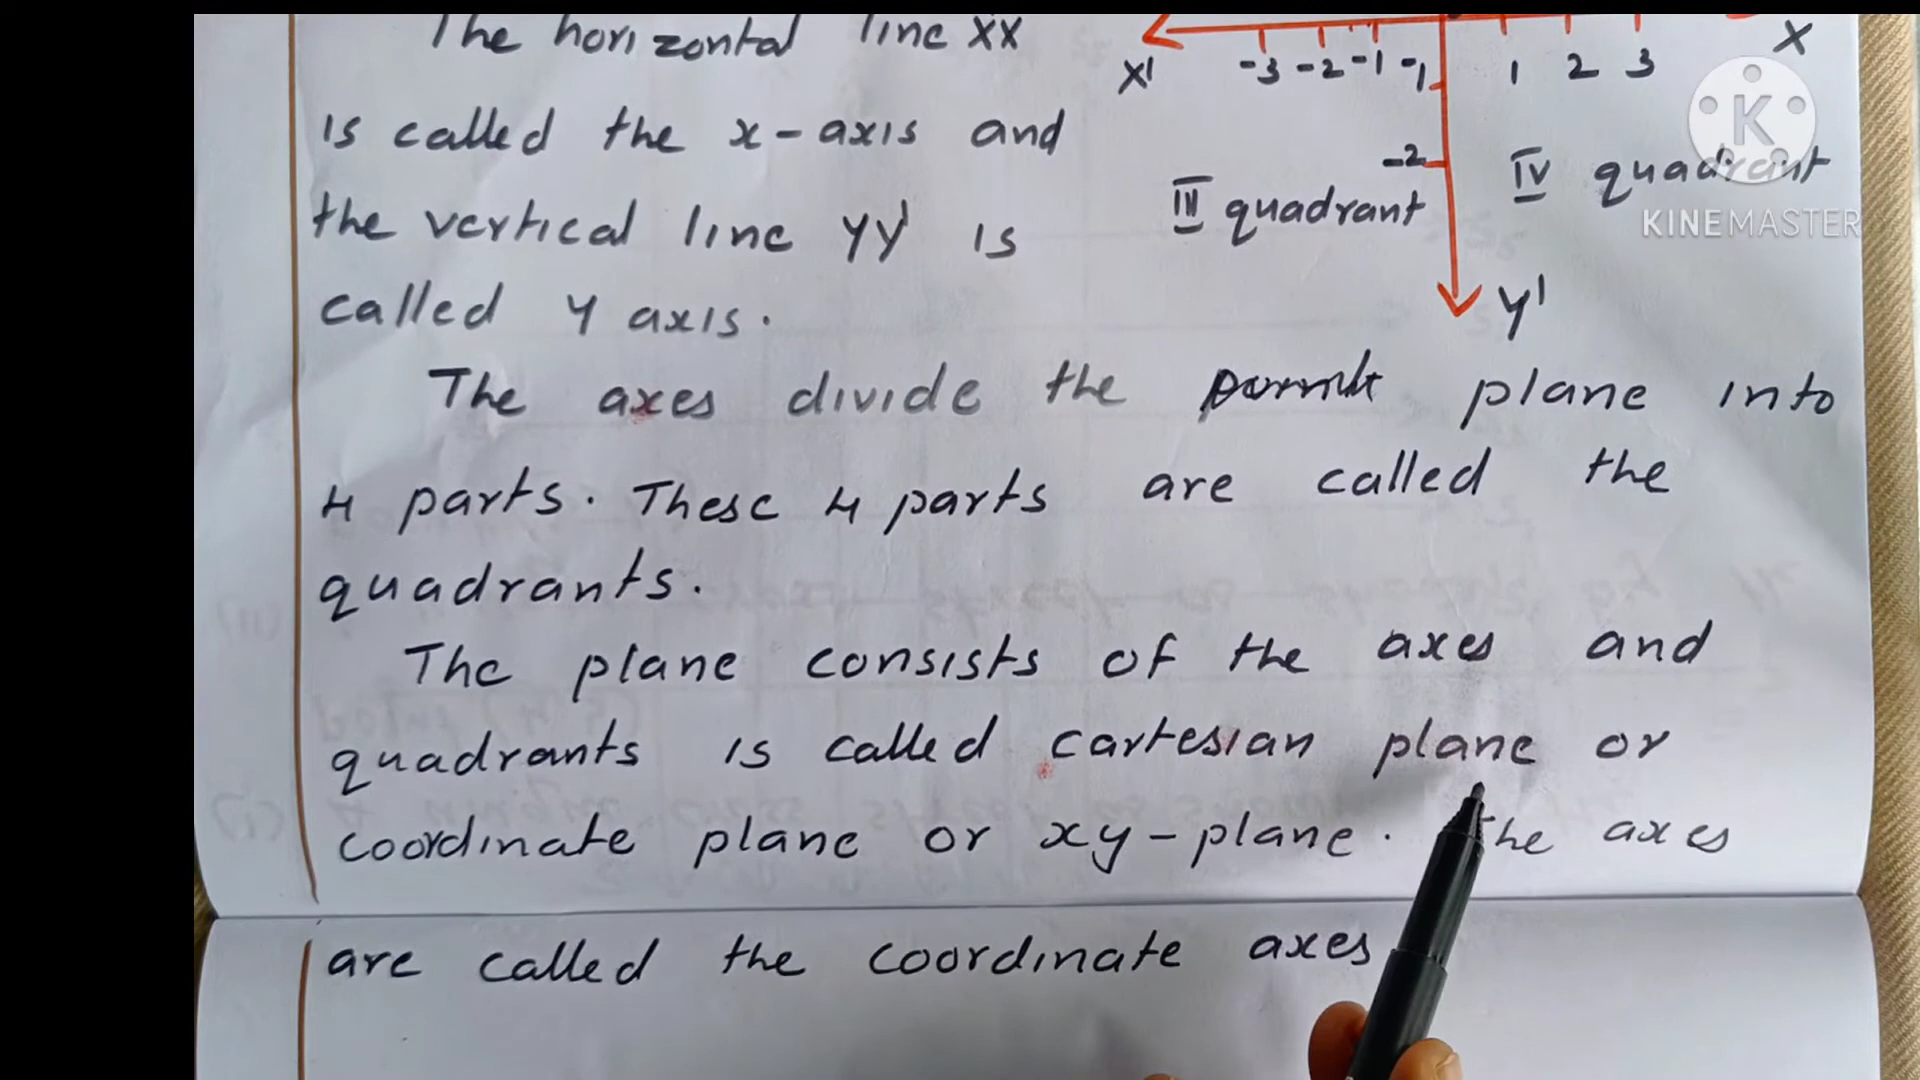 The horizontal line XX
is called the x-axis and
the vertical line YY' is
called Y axis.
X' -3 -2 -1 -1 1 2 3 X
-2
III quadrant
IV quadrant
Y'
K
KINEMASTER
The axes divide the plane into
4 parts. These 4 parts are called the
quadrants.
The plane consists of the axes and
quadrants is called cartesian plane or
coordinate plane or xy-plane. The axes
are called the coordinate axes